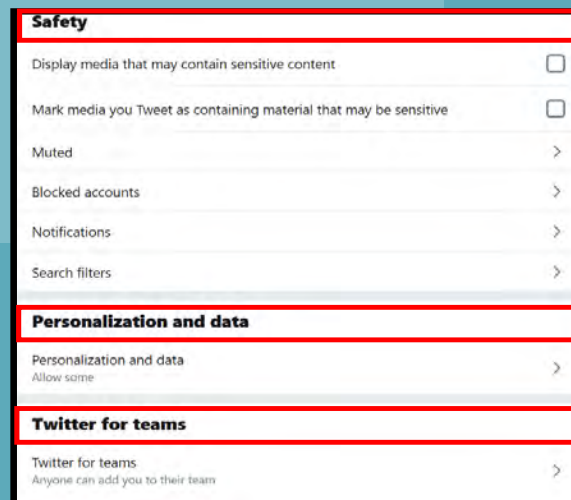 Safety
Display media that may contain sensitive content
Mark media you Tweet as containing material that may be sensitive
Muted
Blocked accounts
Notifications
Search filters
Personalization and data
Personalization and data
Allow some
Twitter for teams
Twitter for teams
Anyone can add you to their team